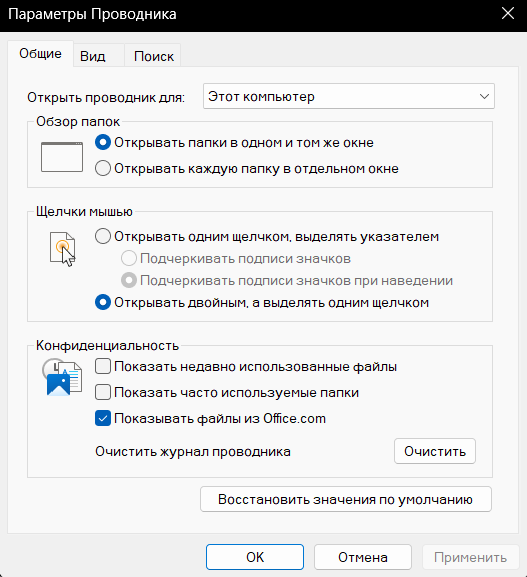 Параметры Проводника
Общие Вид Поиск
Открыть проводник для: Этот компьютер
Обзор папок
Открывать папки в одном и том же окне
Открывать каждую папку в отдельном окне
Щелчки мышью
Открывать одним щелчком, выделять указателем
Подчеркивать подписи значков
Подчеркивать подписи значков при наведении
Открывать двойным, а выделять одним щелчком
Конфиденциальность
Показать недавно использованные файлы
Показать часто используемые папки
Показывать файлы из Office.com
Очистить журнал проводника Очистить
Восстановить значения по умолчанию
OK Отмена Применить